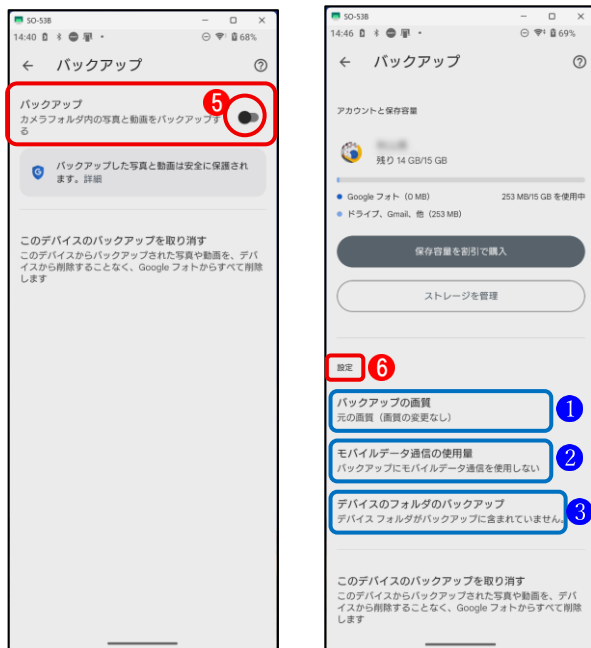 SO-53B
14:40
68%
バックアップ
バックアップ
カメラフォルダ内の写真と動画をバックアップす
る
5
バックアップした写真と動画は安全に保護され
ます。詳細
このデバイスのバックアップを取り消す
このデバイスからバックアップされた写真や動画を、デバ
イスから削除することなく、Google フォトからすべて削除
します
SO-53B
14:46
69%
バックアップ
アカウントと保存容量
残り 14 GB/15 GB
Google フォト（0 MB）
253 MB/15 GB を使用中
ドライブ、Gmail、他（253 MB）
保存容量を割引で購入
ストレージを管理
設定
6
バックアップの画質
元の画質（画質の変更なし）
1
モバイルデータ通信の使用量
バックアップにモバイルデータ通信を使用しない
2
デバイスのフォルダのバックアップ
デバイス フォルダがバックアップに含まれていません。
3
このデバイスのバックアップを取り消す
このデバイスからバックアップされた写真や動画を、デバ
イスから削除することなく、Google フォトからすべて削除
します